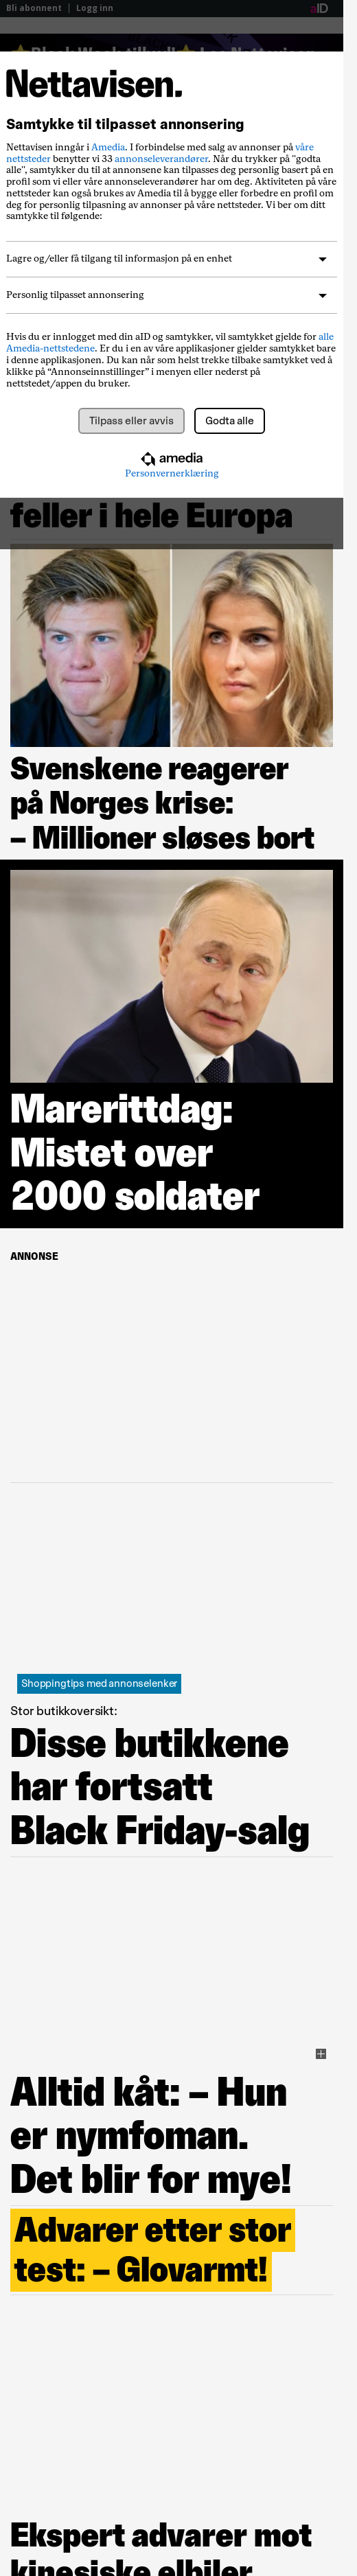 Bli abonnent | Logg inn
aID
Nettavisen.
Samtykke til tilpasset annonsering
Nettavisen inngår i Amedia. I forbindelse med salg av annonser på våre
nettsteder benytter vi 33 annonseleverandører. Når du trykker på "godta
alle", samtykker du til at annonsene kan tilpasses deg personlig basert på en
profil som vi eller våre annonseleverandører har om deg. Aktiviteten på våre
nettsteder kan også brukes av Amedia til å bygge eller forbedre en profil om
deg for personlig tilpasning av annonser på våre nettsteder. Vi ber om ditt
samtykke til følgende:
Lagre og/eller få tilgang til informasjon på en enhet
Personlig tilpasset annonsering
Hvis du er innlogget med din aID og samtykker, vil samtykket gjelde for alle
Amedia-nettstedene. Er du i en av våre applikasjoner gjelder samtykket bare
i denne applikasjonen. Du kan når som helst trekke tilbake samtykket ved å
klikke på “Annonseinnstillinger” i menyen eller nederst på
nettstedet/appen du bruker.
Tilpass eller avvis
Godta alle
amedia
Personvernerklæring
feller i hele Europa
Svenskene reagerer
på Norges krise:
– Millioner sløses bort
Marerittdag:
Mistet over
2000 soldater
ANNONSE
Shoppingtips med annonselenker
Stor butikkoversikt:
Disse butikkene
har fortsatt
Black Friday-salg
Alltid kåt: – Hun
er nymfoman.
Det blir for mye!
Advarer etter stor
test: – Glovarmt!
Ekspert advarer mot
kinesiske elbiler